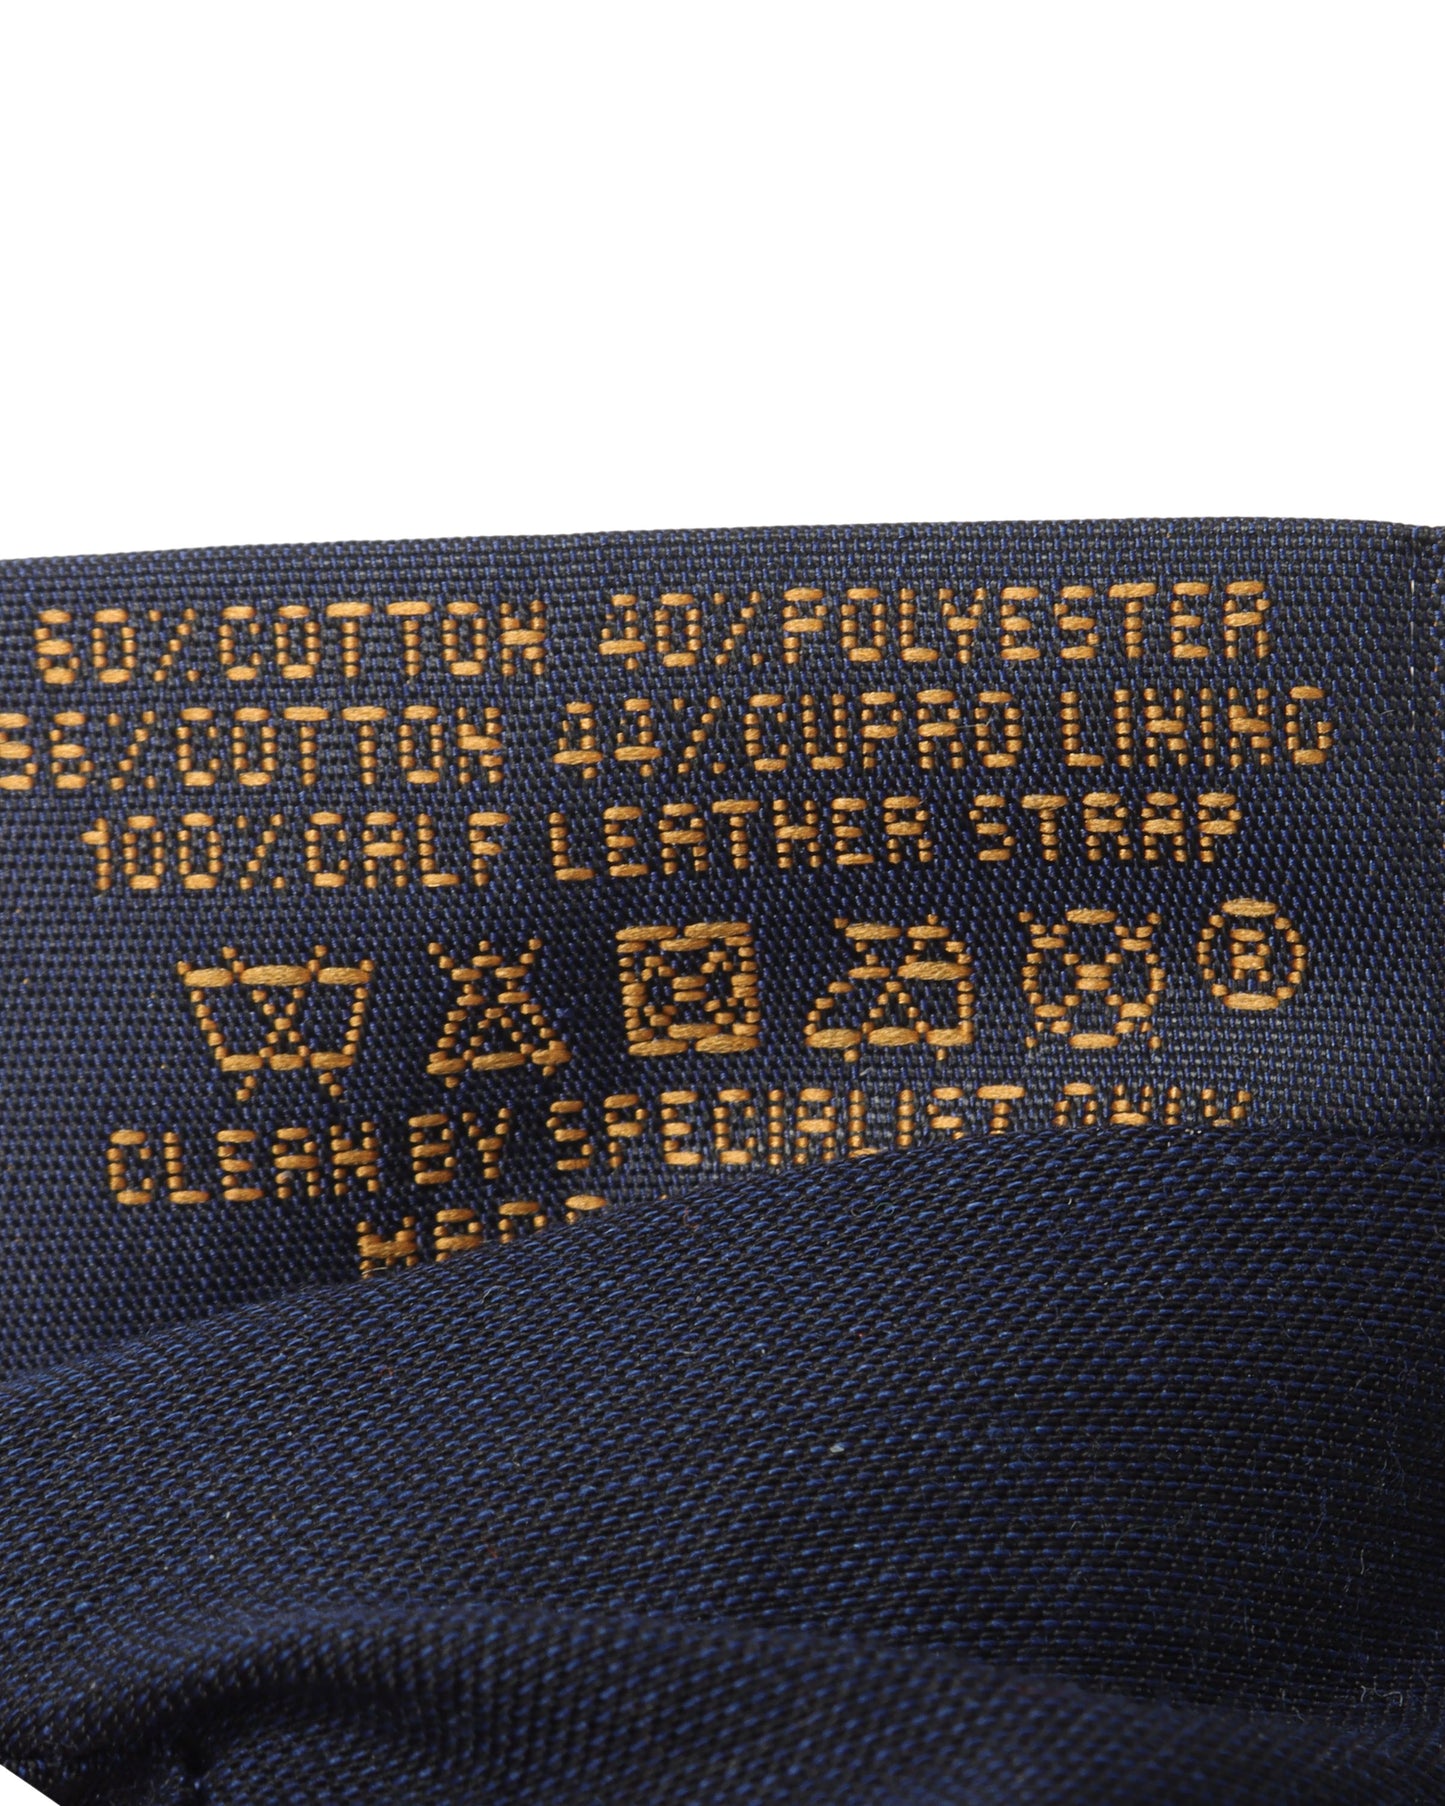 60%COTTON 40%POLYESTER
56%COTTON 44%CUPRO LINING
100%CALF LEATHER STRAP
CLEAN BY SPECIALIST ONLY